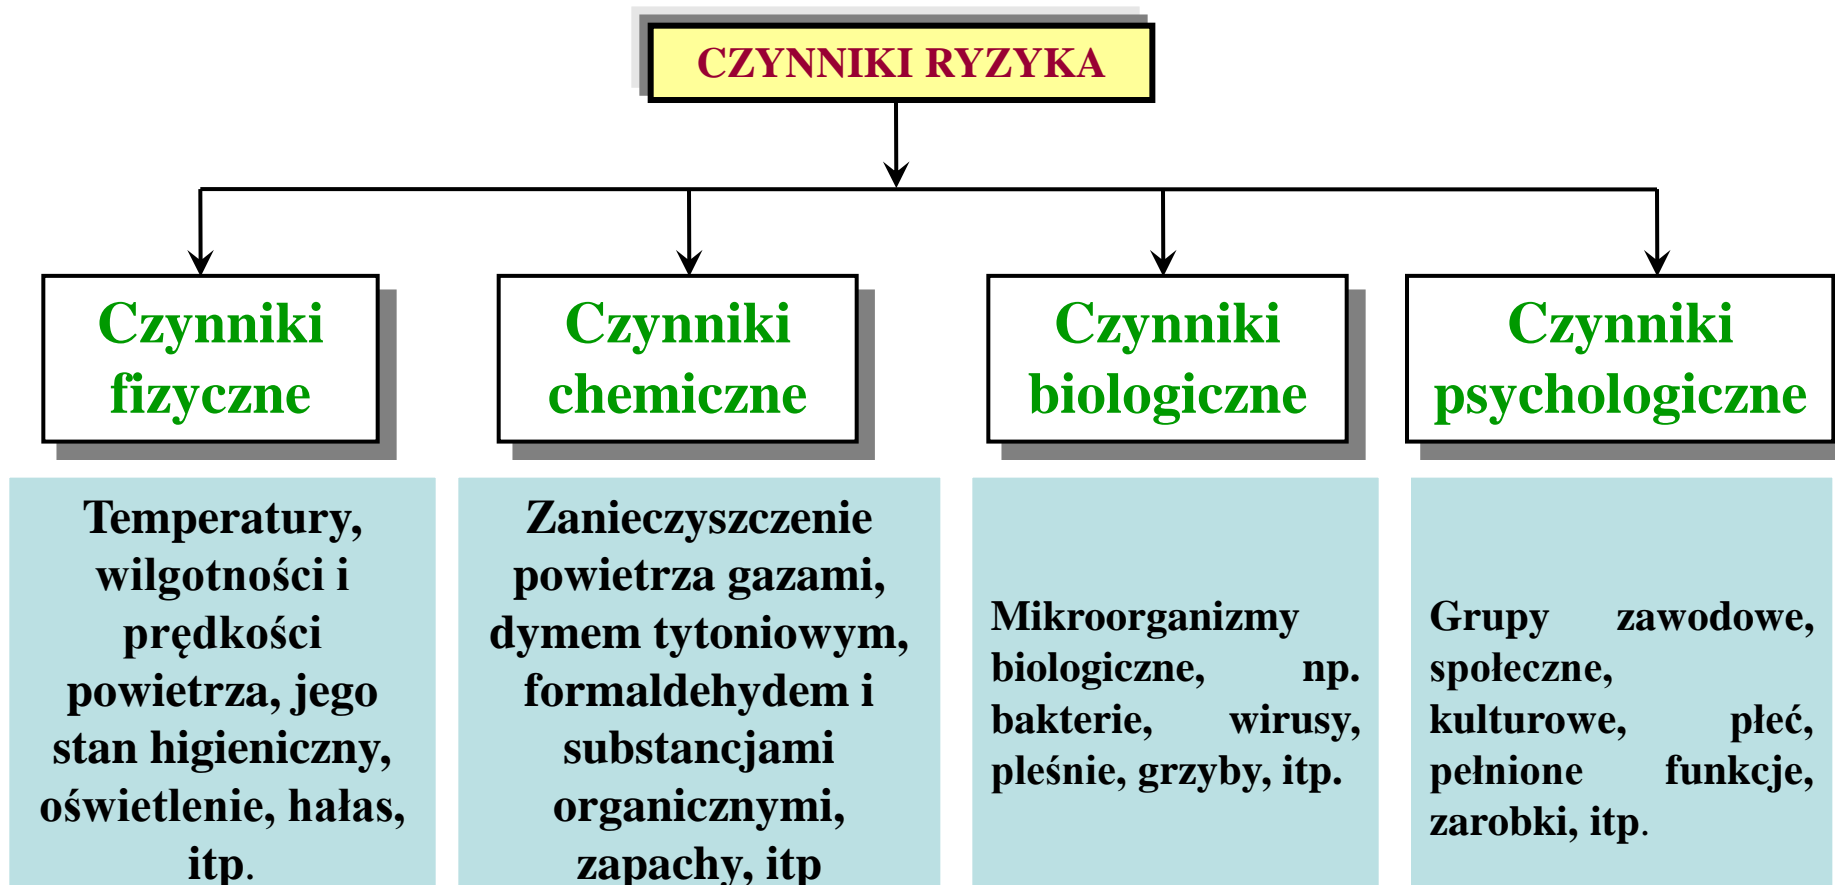 CZYNNIKI RYZYKA
Czynniki
fizyczne
Czynniki
chemiczne
Czynniki
biologiczne
Czynniki
psychologiczne
Temperatury,
wilgotności i
prędkości
powietrza, jego
stan higieniczny,
oświetlenie, hałas,
itp.
Zanieczyszczenie
powietrza gazami,
dymem tytoniowym,
formaldehydem i
substancjami
organicznymi,
zapachy, itp
Mikroorganizmy
biologiczne, np.
bakterie, wirusy,
pleśnie, grzyby, itp.
Grupy zawodowe,
społeczne,
kulturowe, płeć,
pełnione funkcje,
zarobki, itp.